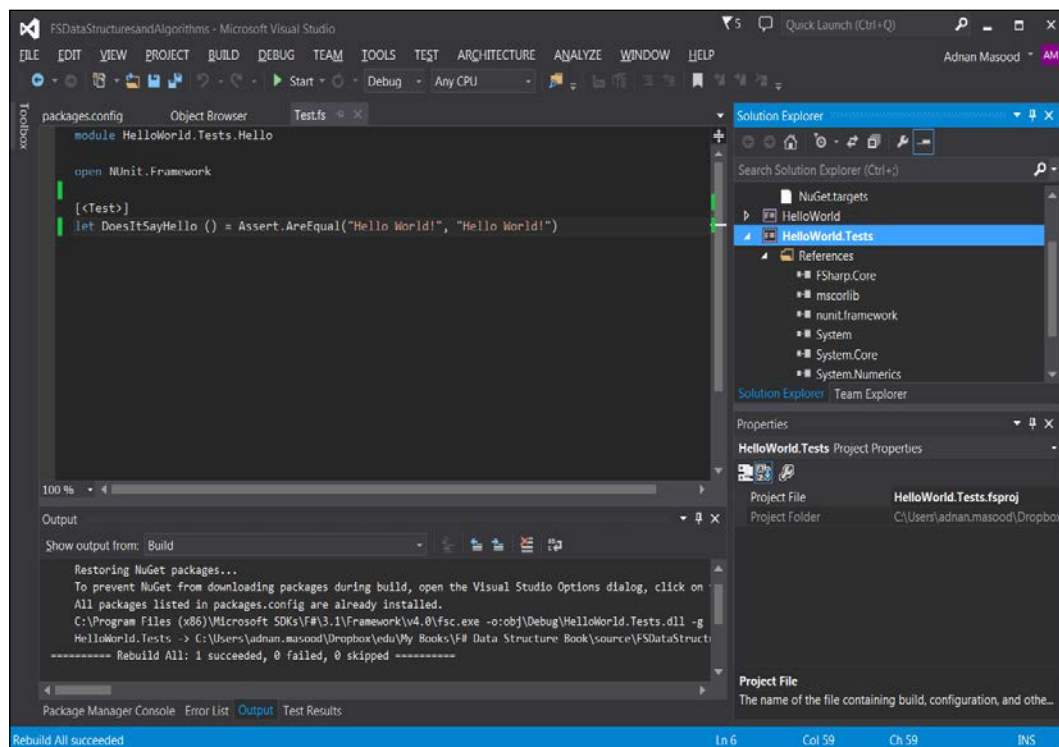 FSDataStructuresandAlgorithms - Microsoft Visual Studio
5
Quick Launch (Ctrl+Q)
FILE EDIT VIEW PROJECT BUILD DEBUG TEAM TOOLS TEST ARCHITECTURE ANALYZE WINDOW HELP
Adnan Masood
AM
Start
Debug
Any CPU
Toolbox
packages.config Object Browser Test.fs
module HelloWorld.Tests.Hello
open NUnit.Framework
[<Test>]
let DoesItSayHello () = Assert.AreEqual("Hello World!", "Hello World!")
100 %
Output
Show output from: Build
Restoring NuGet packages...
To prevent NuGet from downloading packages during build, open the Visual Studio Options dialog, click on
All packages listed in packages.config are already installed.
C:\Program Files (x86)\Microsoft SDKs\F#\3.1\Framework\v4.0\fsc.exe -o:obj\Debug\HelloWorld.Tests.dll -g
HelloWorld.Tests -> C:\Users\adnan.masood\Dropbox\edu\My Books\F# Data Structure Book\source\FSDataStruct
========== Rebuild All: 1 succeeded, 0 failed, 0 skipped ==========
Package Manager Console Error List Output Test Results
Solution Explorer
Search Solution Explorer (Ctrl+;)
NuGet.targets
HelloWorld
HelloWorld.Tests
References
FSharp.Core
mscorlib
nunit.framework
System
System.Core
System.Numerics
Solution Explorer Team Explorer
Properties
HelloWorld.Tests Project Properties
Project File HelloWorld.Tests.fsproj
Project Folder C:\Users\adnan.masood\Dropbox
Project File
The name of the file containing build, configuration, and othe...
Rebuild All succeeded
Ln 6 Col 59 Ch 59 INS